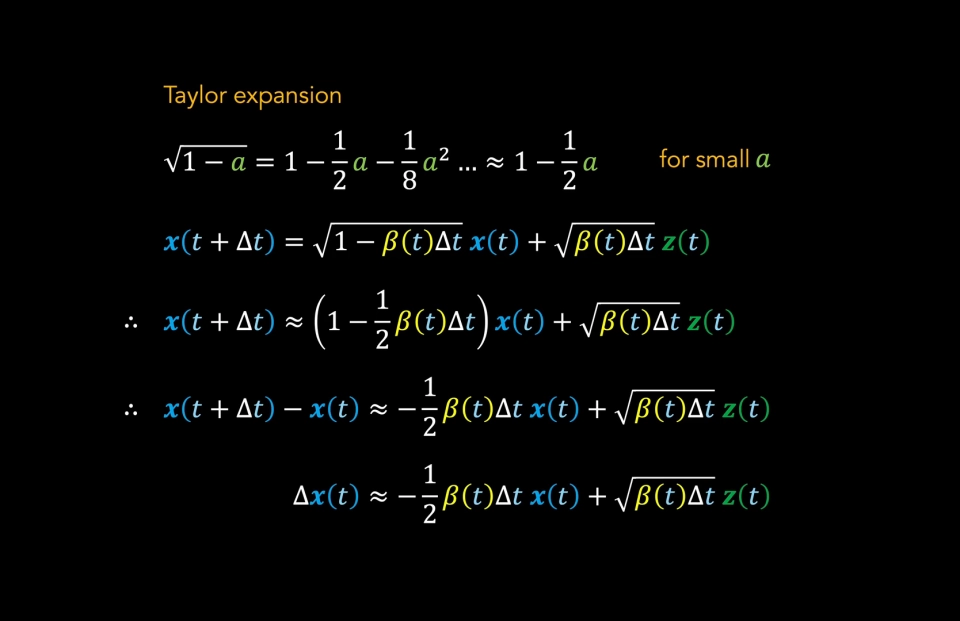 Taylor expansion
√(1 − a) = 1 − 1/2 a − 1/8 a² ... ≈ 1 − 1/2 a for small a
x(t + Δt) = √(1 − β(t)Δt) x(t) + √(β(t)Δt) z(t)
∴ x(t + Δt) ≈ (1 − 1/2 β(t)Δt) x(t) + √(β(t)Δt) z(t)
∴ x(t + Δt) − x(t) ≈ − 1/2 β(t)Δt x(t) + √(β(t)Δt) z(t)
Δx(t) ≈ − 1/2 β(t)Δt x(t) + √(β(t)Δt) z(t)